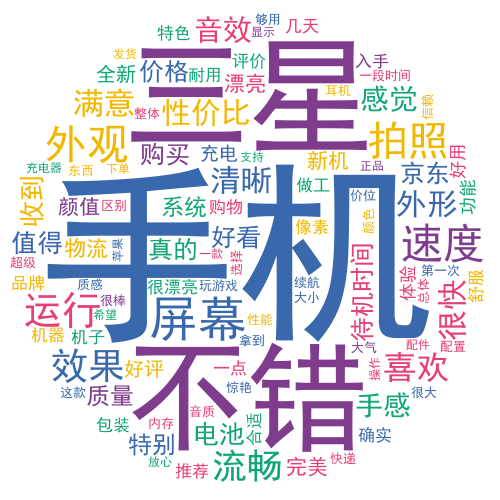 够用
特色
音效
几天
发货
显示
三星
评价
入手
全新
价格
耐用
漂亮
一段时间
满意
整体
性价比
耳机
感觉
信赖
外观
购买
充电
支持
新机
拍照
充电器
东西
下单
清晰
正品
京东
好用
收到
颜值
区别
系统
购物
做工
价位
外形
功能
手机
像素
颜色
值得
物流
真的
好看
速度
超级
苹果
一款
选择
待机时间
体验
第一次
品牌
质感
很漂亮
玩游戏
续航
总体
舒服
运行
很棒
希望
屏幕
大小
很快
机器
机子
性能
拿到
大气
配件
配置
效果
好评
不错
一点
操作
喜欢
这款
质量
惊艳
很大
内存
音质
手感
包装
特别
电池
合适
确实
放心
推荐
流畅
完美
快递